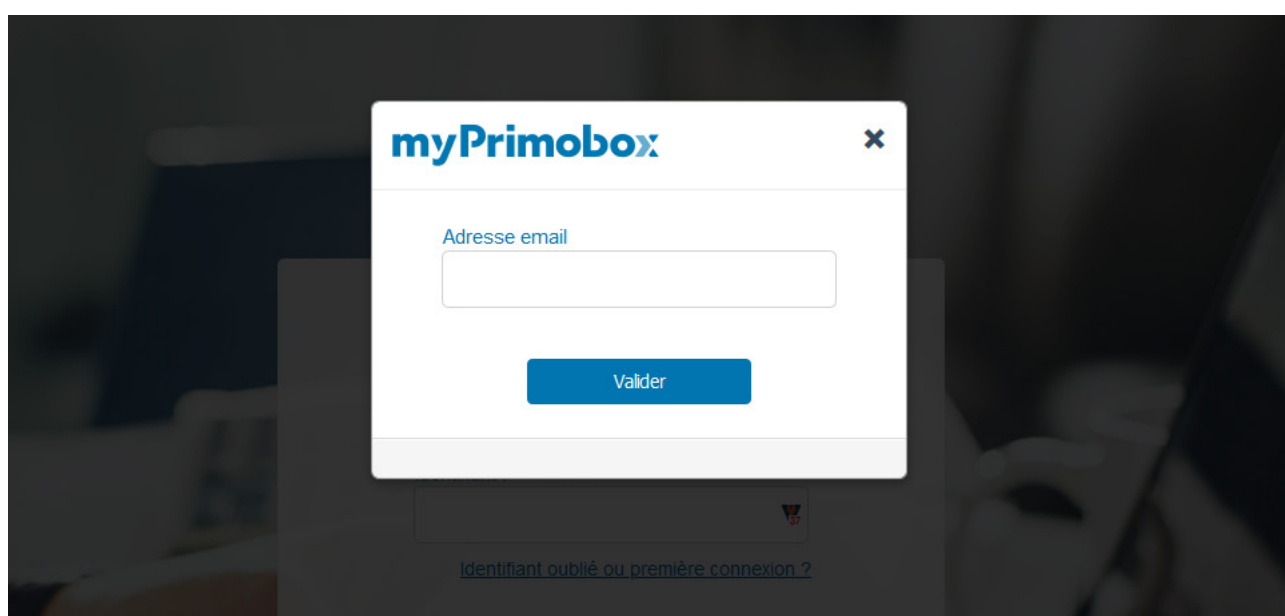 myPrimobox
Adresse email
Valider
Identifiant oublié ou première connexion ?